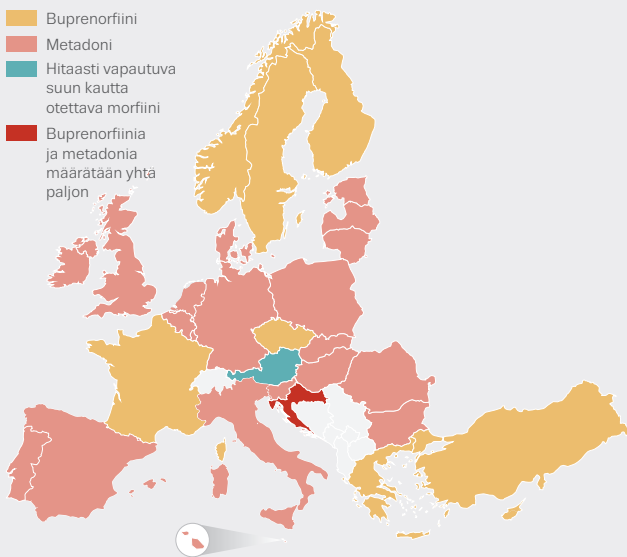 Buprenorfiini
Metadoni
Hitaasti vapautuva
suun kautta
otettava morfiini
Buprenorfiinia
ja metadonia
määrätään yhtä
paljon